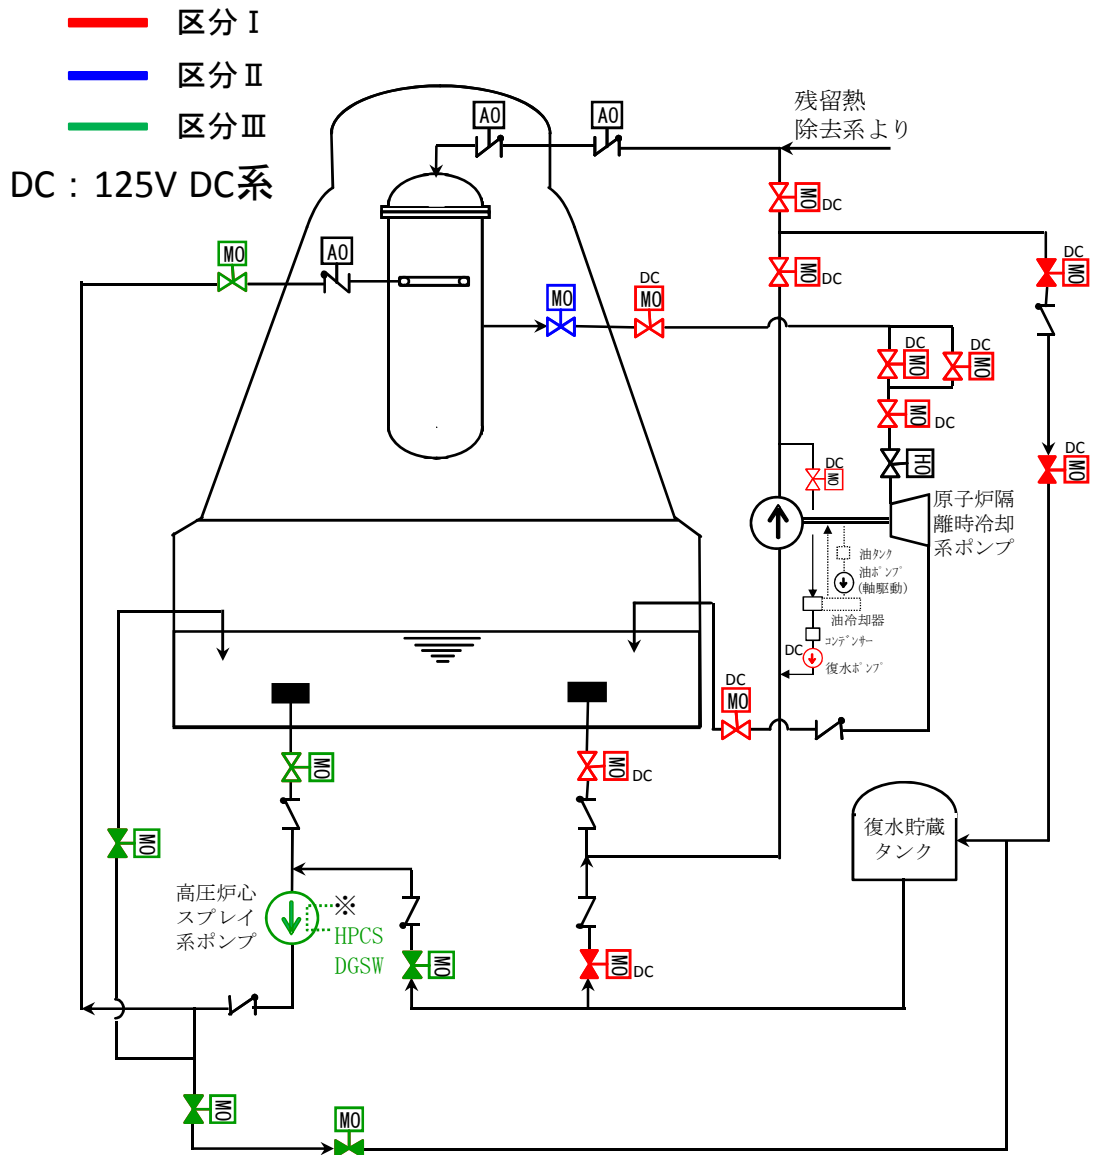 区分Ⅰ
区分Ⅱ
区分Ⅲ
DC：125V DC系
残留熱
除去系より
AO
AO
MO
DC
MO
AO
MO
DC
DC
MO
MO
DC
MO
DC
MO
DC
MO
DC
MO
MO
DC
HO
DC
MO
DC
MO
原子炉隔
離時冷却
系ポンプ
油タンク
油ポンプ
(軸駆動)
油冷却器
コンデンサー
DC
復水ポンプ
DC
MO
MO
MO
DC
MO
復水貯蔵
タンク
高圧炉心
スプレイ
系ポンプ
※
HPCS
DGSW
MO
MO
DC
MO
MO